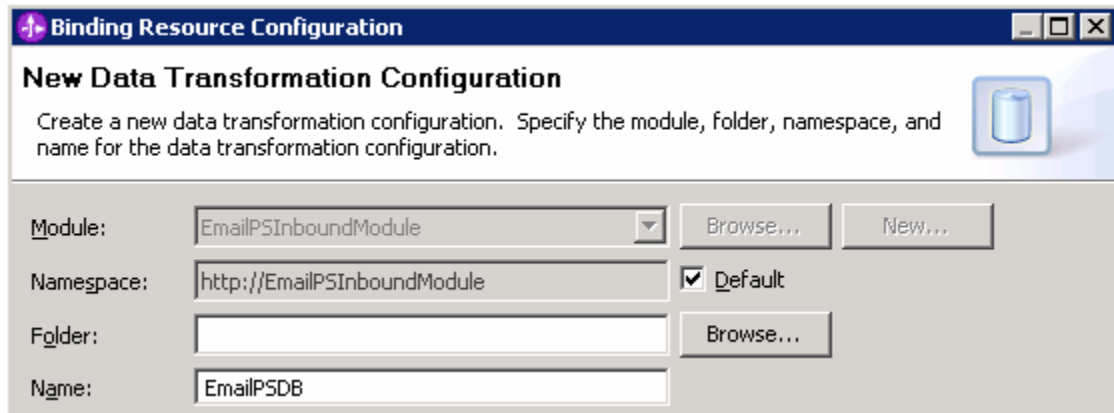 Binding Resource Configuration
New Data Transformation Configuration
Create a new data transformation configuration. Specify the module, folder, namespace, and
name for the data transformation configuration.
Module: EmailPSInboundModule Browse... New...
Namespace: http://EmailPSInboundModule Default
Folder: Browse...
Name: EmailPSDB